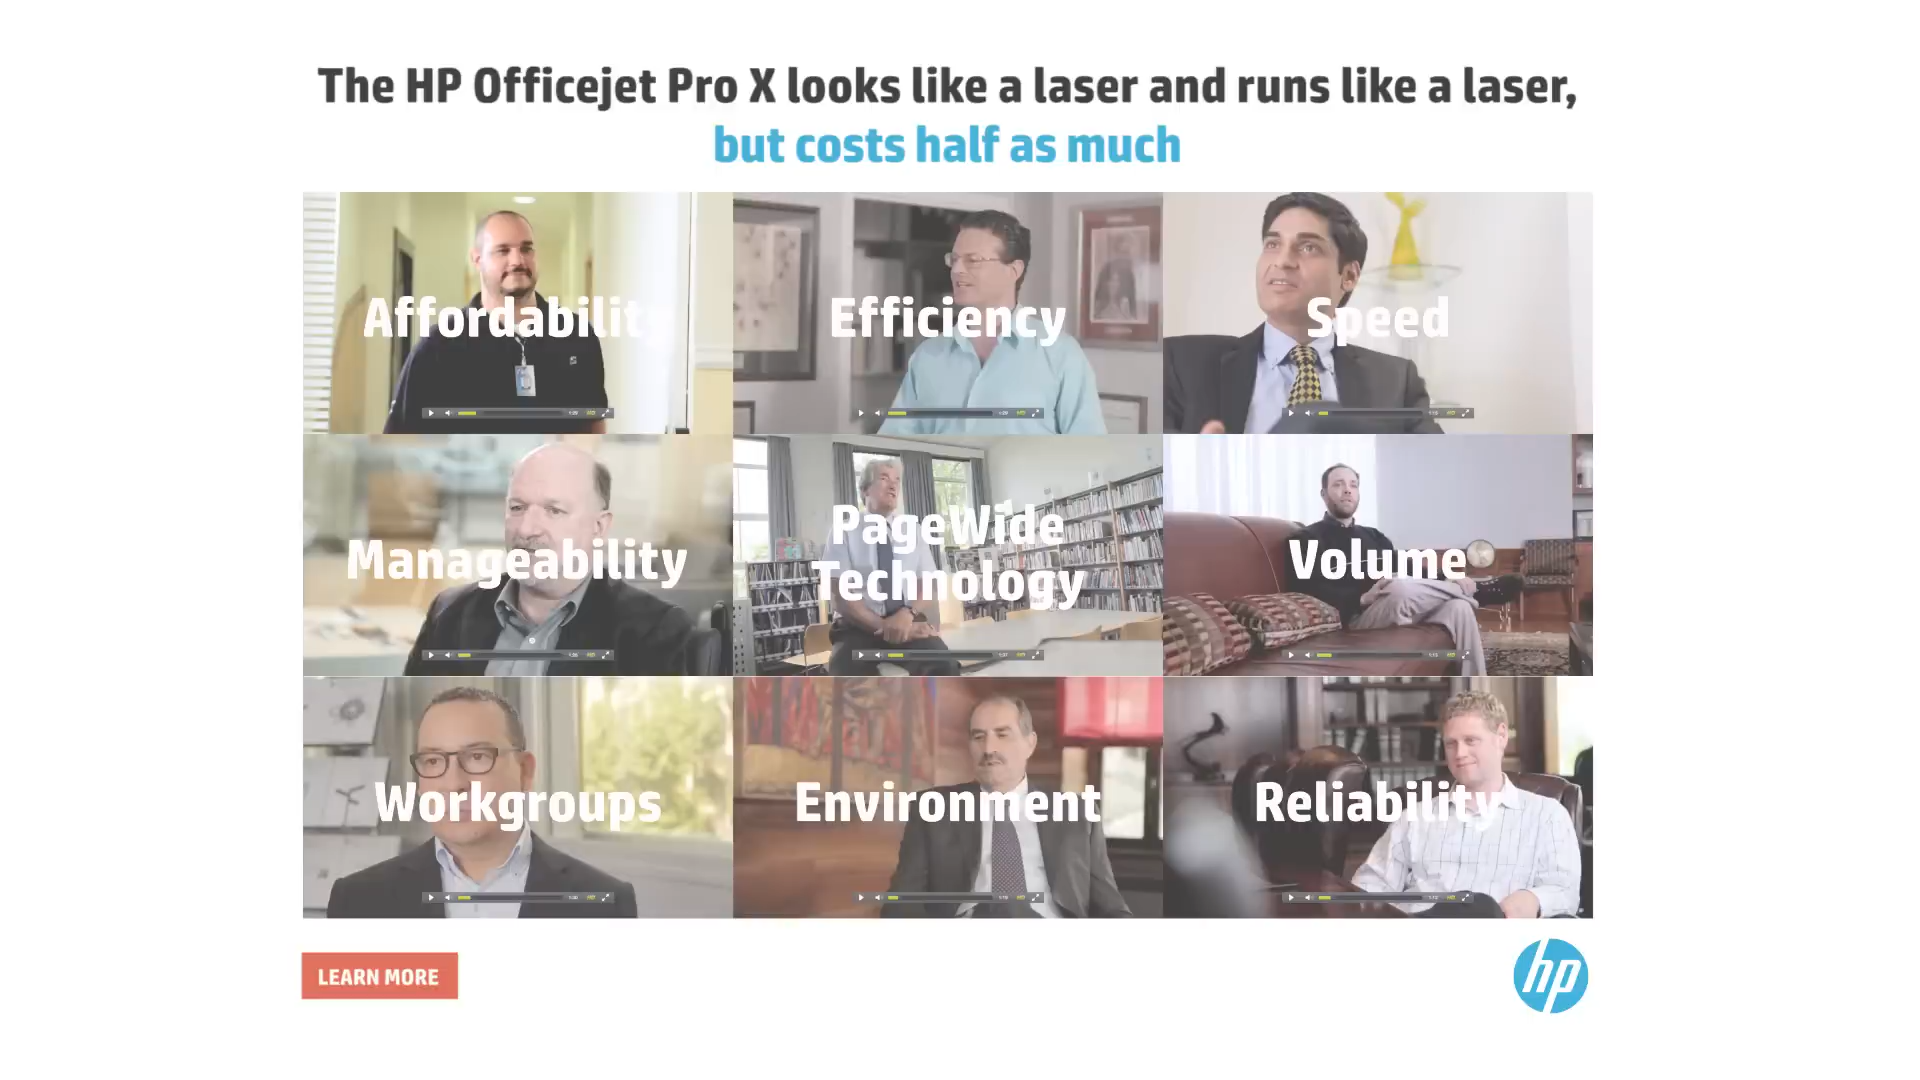 The HP Officejet Pro X looks like a laser and runs like a laser,
but costs half as much
Affordability
Efficiency
Speed
Manageability
PageWide
Technology
Volume
Workgroups
Environment
Reliability
LEARN MORE
hp